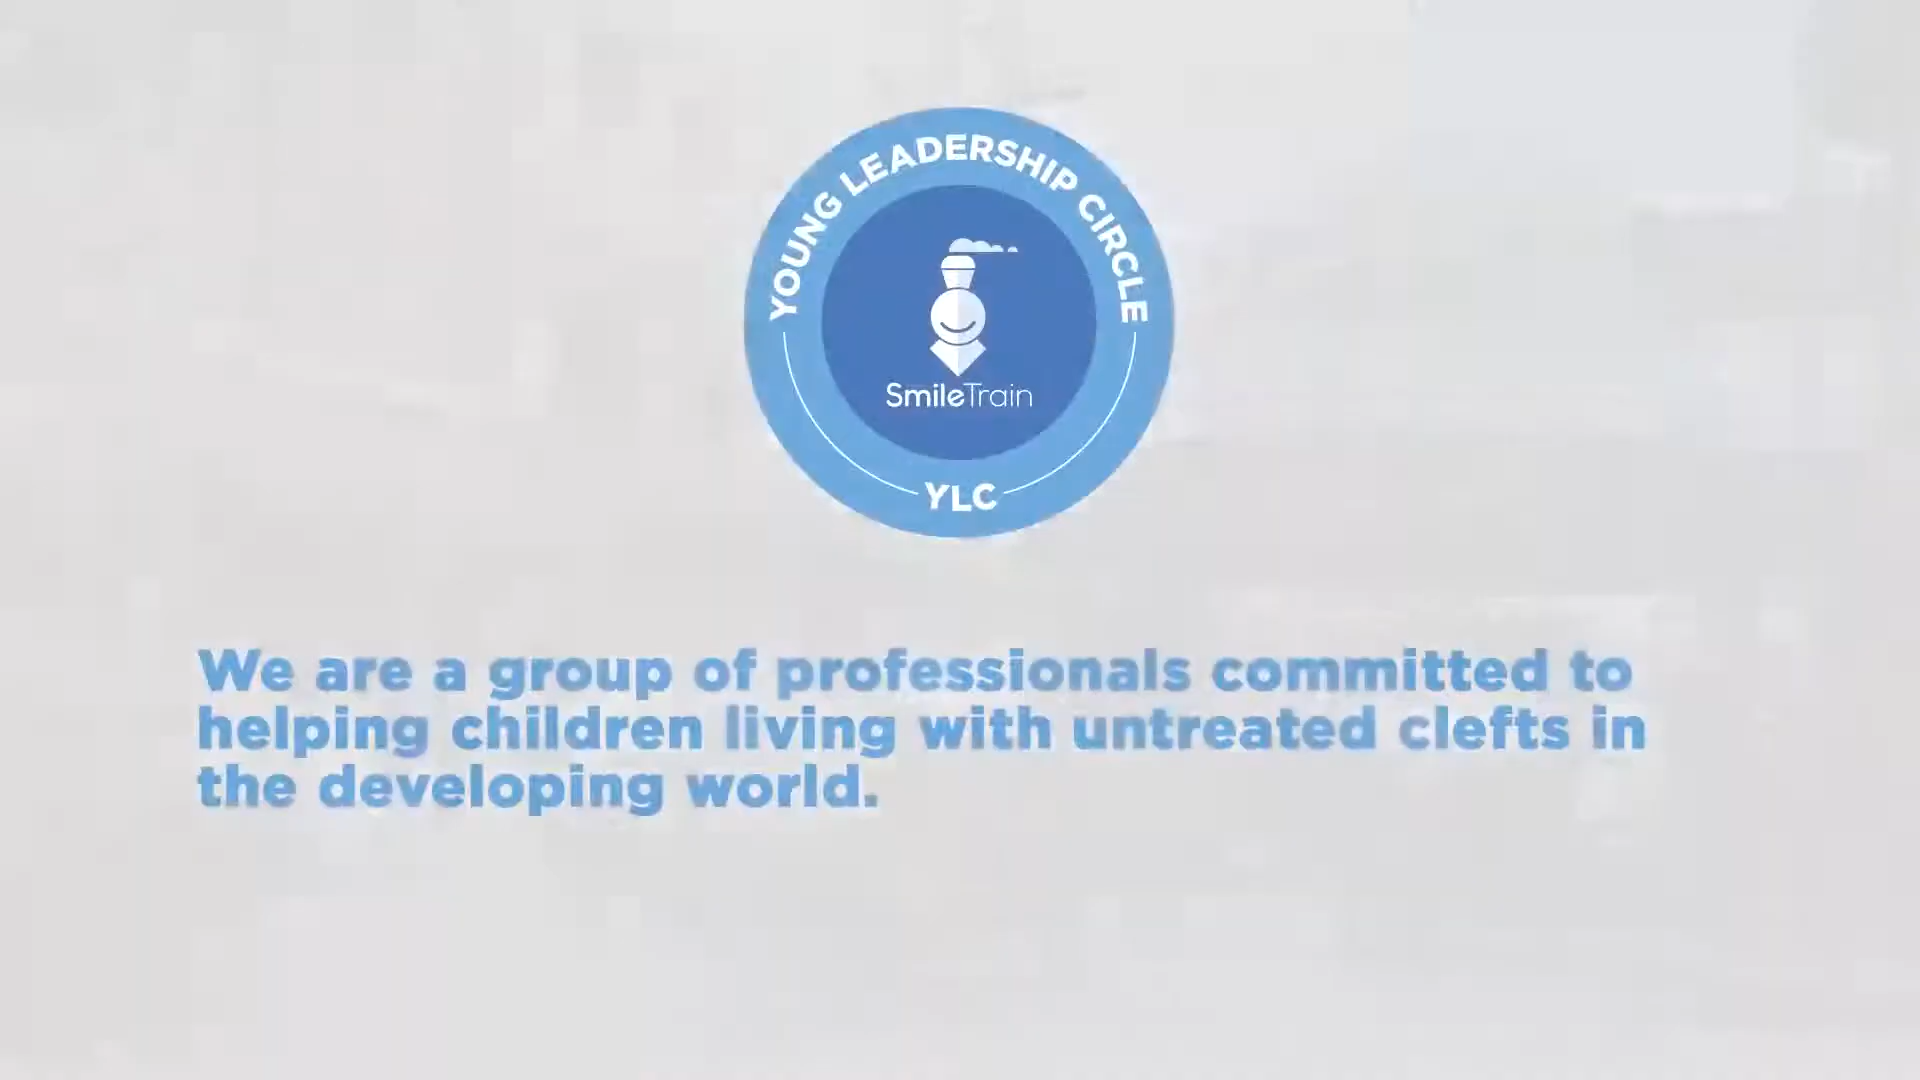 YOUNG LEADERSHIP CIRCLE
SmileTrain
YLC
We are a group of professionals committed to
helping children living with untreated clefts in
the developing world.